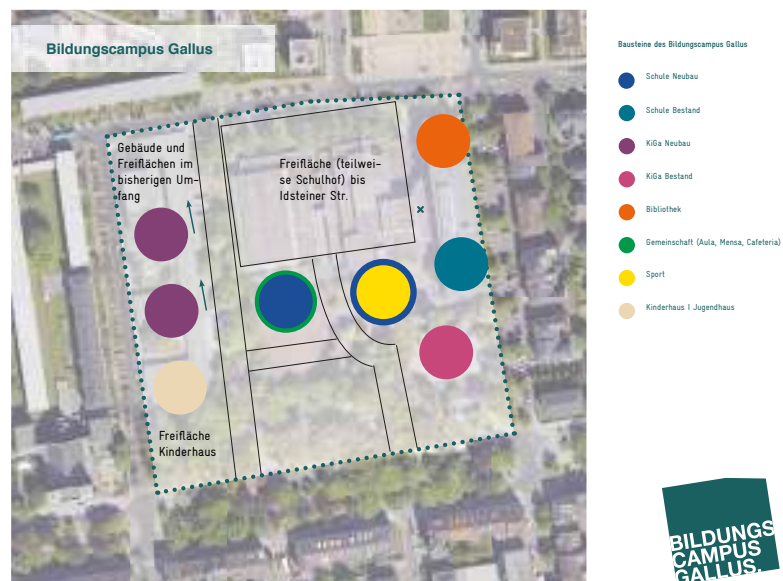 Bildungscampus Gallus
Gebäude und
Freiflächen im
bisherigen Um-
fang
Freifläche (teilwei-
se Schulhof) bis
Idsteiner Str.
Freifläche
Kinderhaus
Bausteine des Bildungscampus Gallus
Schule Neubau
Schule Bestand
KiGa Neubau
KiGa Bestand
Bibliothek
Gemeinschaft (Aula, Mensa, Cafeteria)
Sport
Kinderhaus I Jugendhaus
BILDUNGS
CAMPUS
GALLUS.